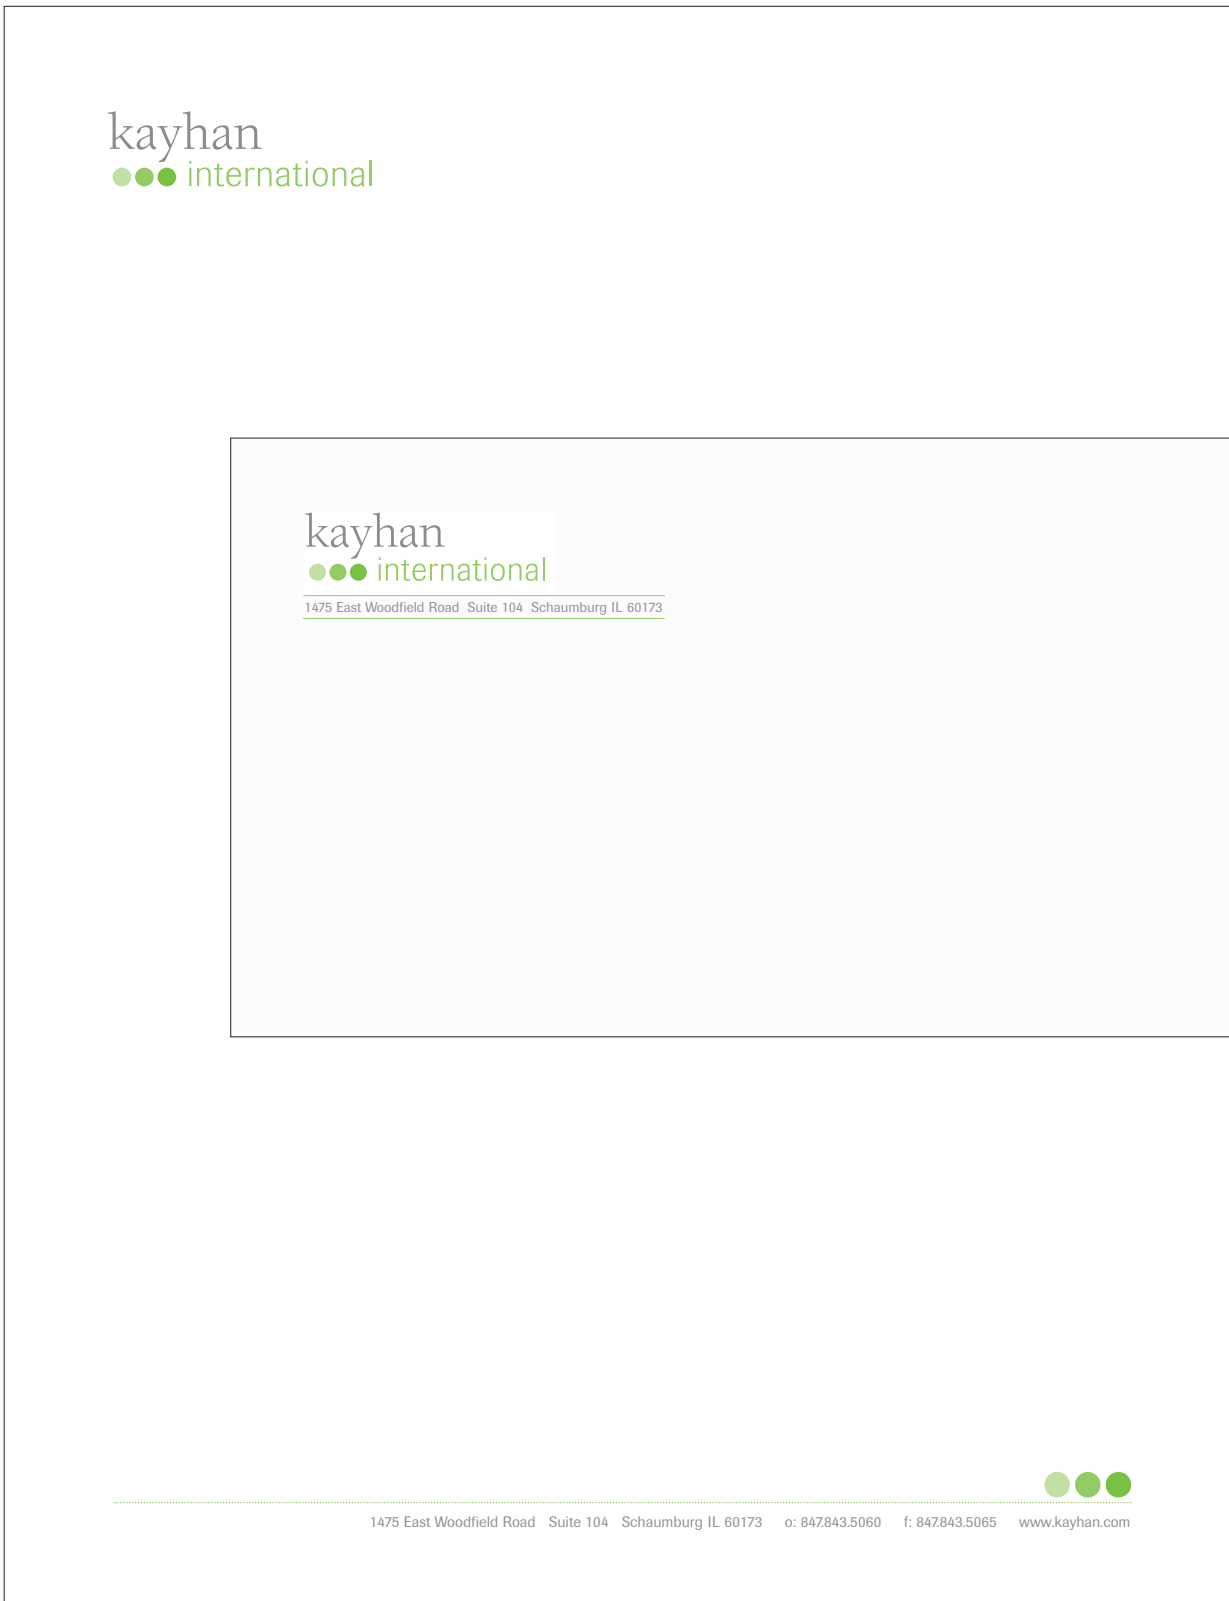 kayhan
international
kayhan
international
1475 East Woodfield Road Suite 104 Schaumburg IL 60173
1475 East Woodfield Road Suite 104 Schaumburg IL 60173 o: 847.843.5060 f: 847.843.5065 www.kayhan.com